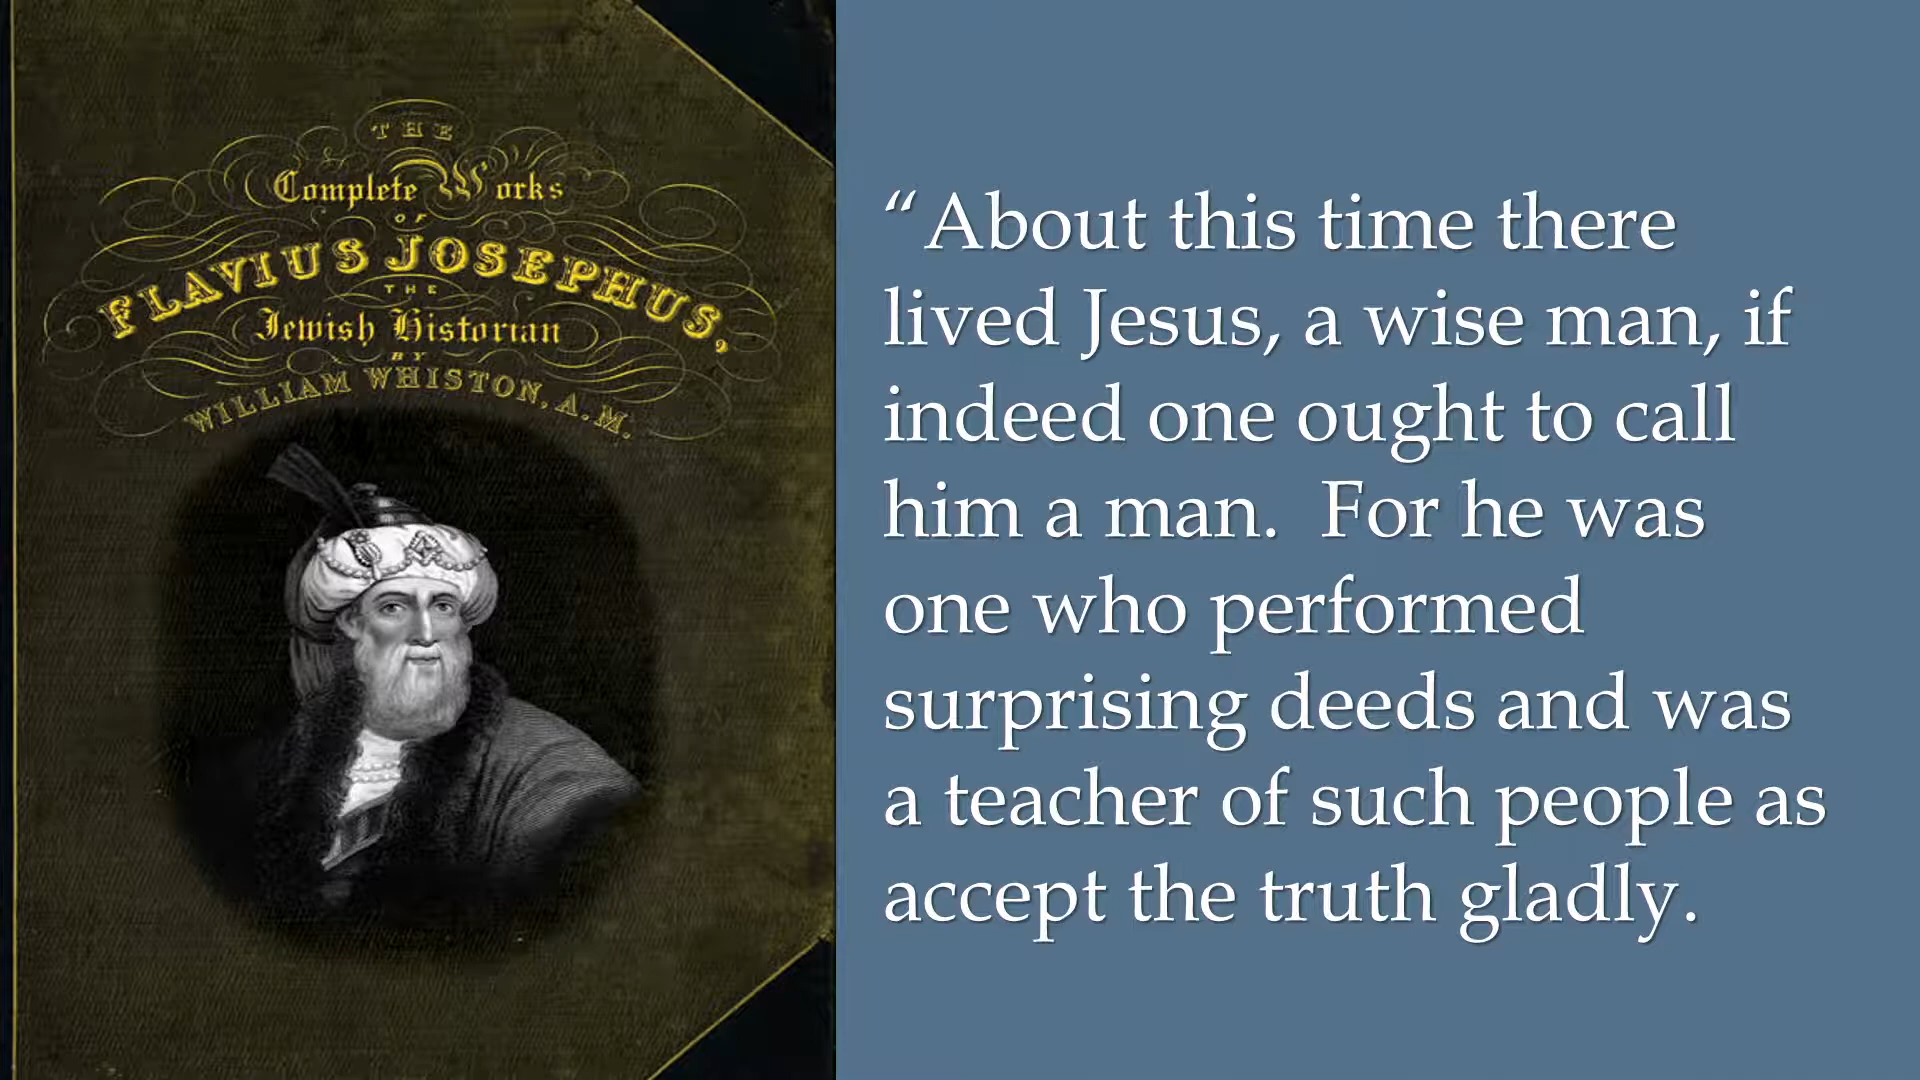 THE
Complete Works
OF
FLAVIUS JOSEPHUS,
THE
Jewish Historian
BY
WILLIAM WHISTON, A.M.
“About this time there
lived Jesus, a wise man, if
indeed one ought to call
him a man.  For he was
one who performed
surprising deeds and was
a teacher of such people as
accept the truth gladly.